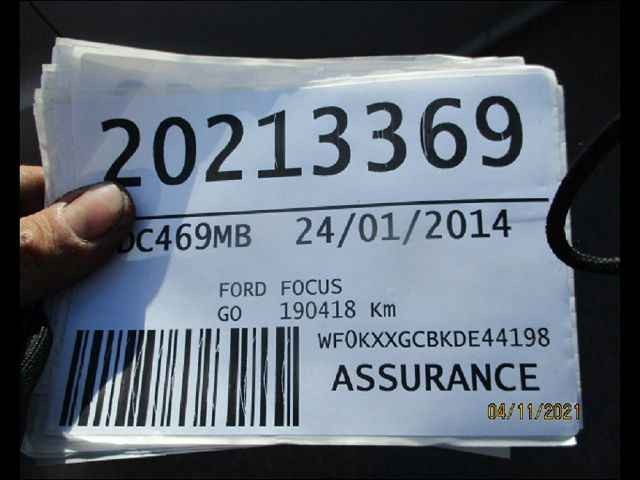 20213369
DC469MB 24/01/2014
FORD FOCUS
GO 190418 Km
WF0KXXGCBKDE44198
ASSURANCE
04/11/2021